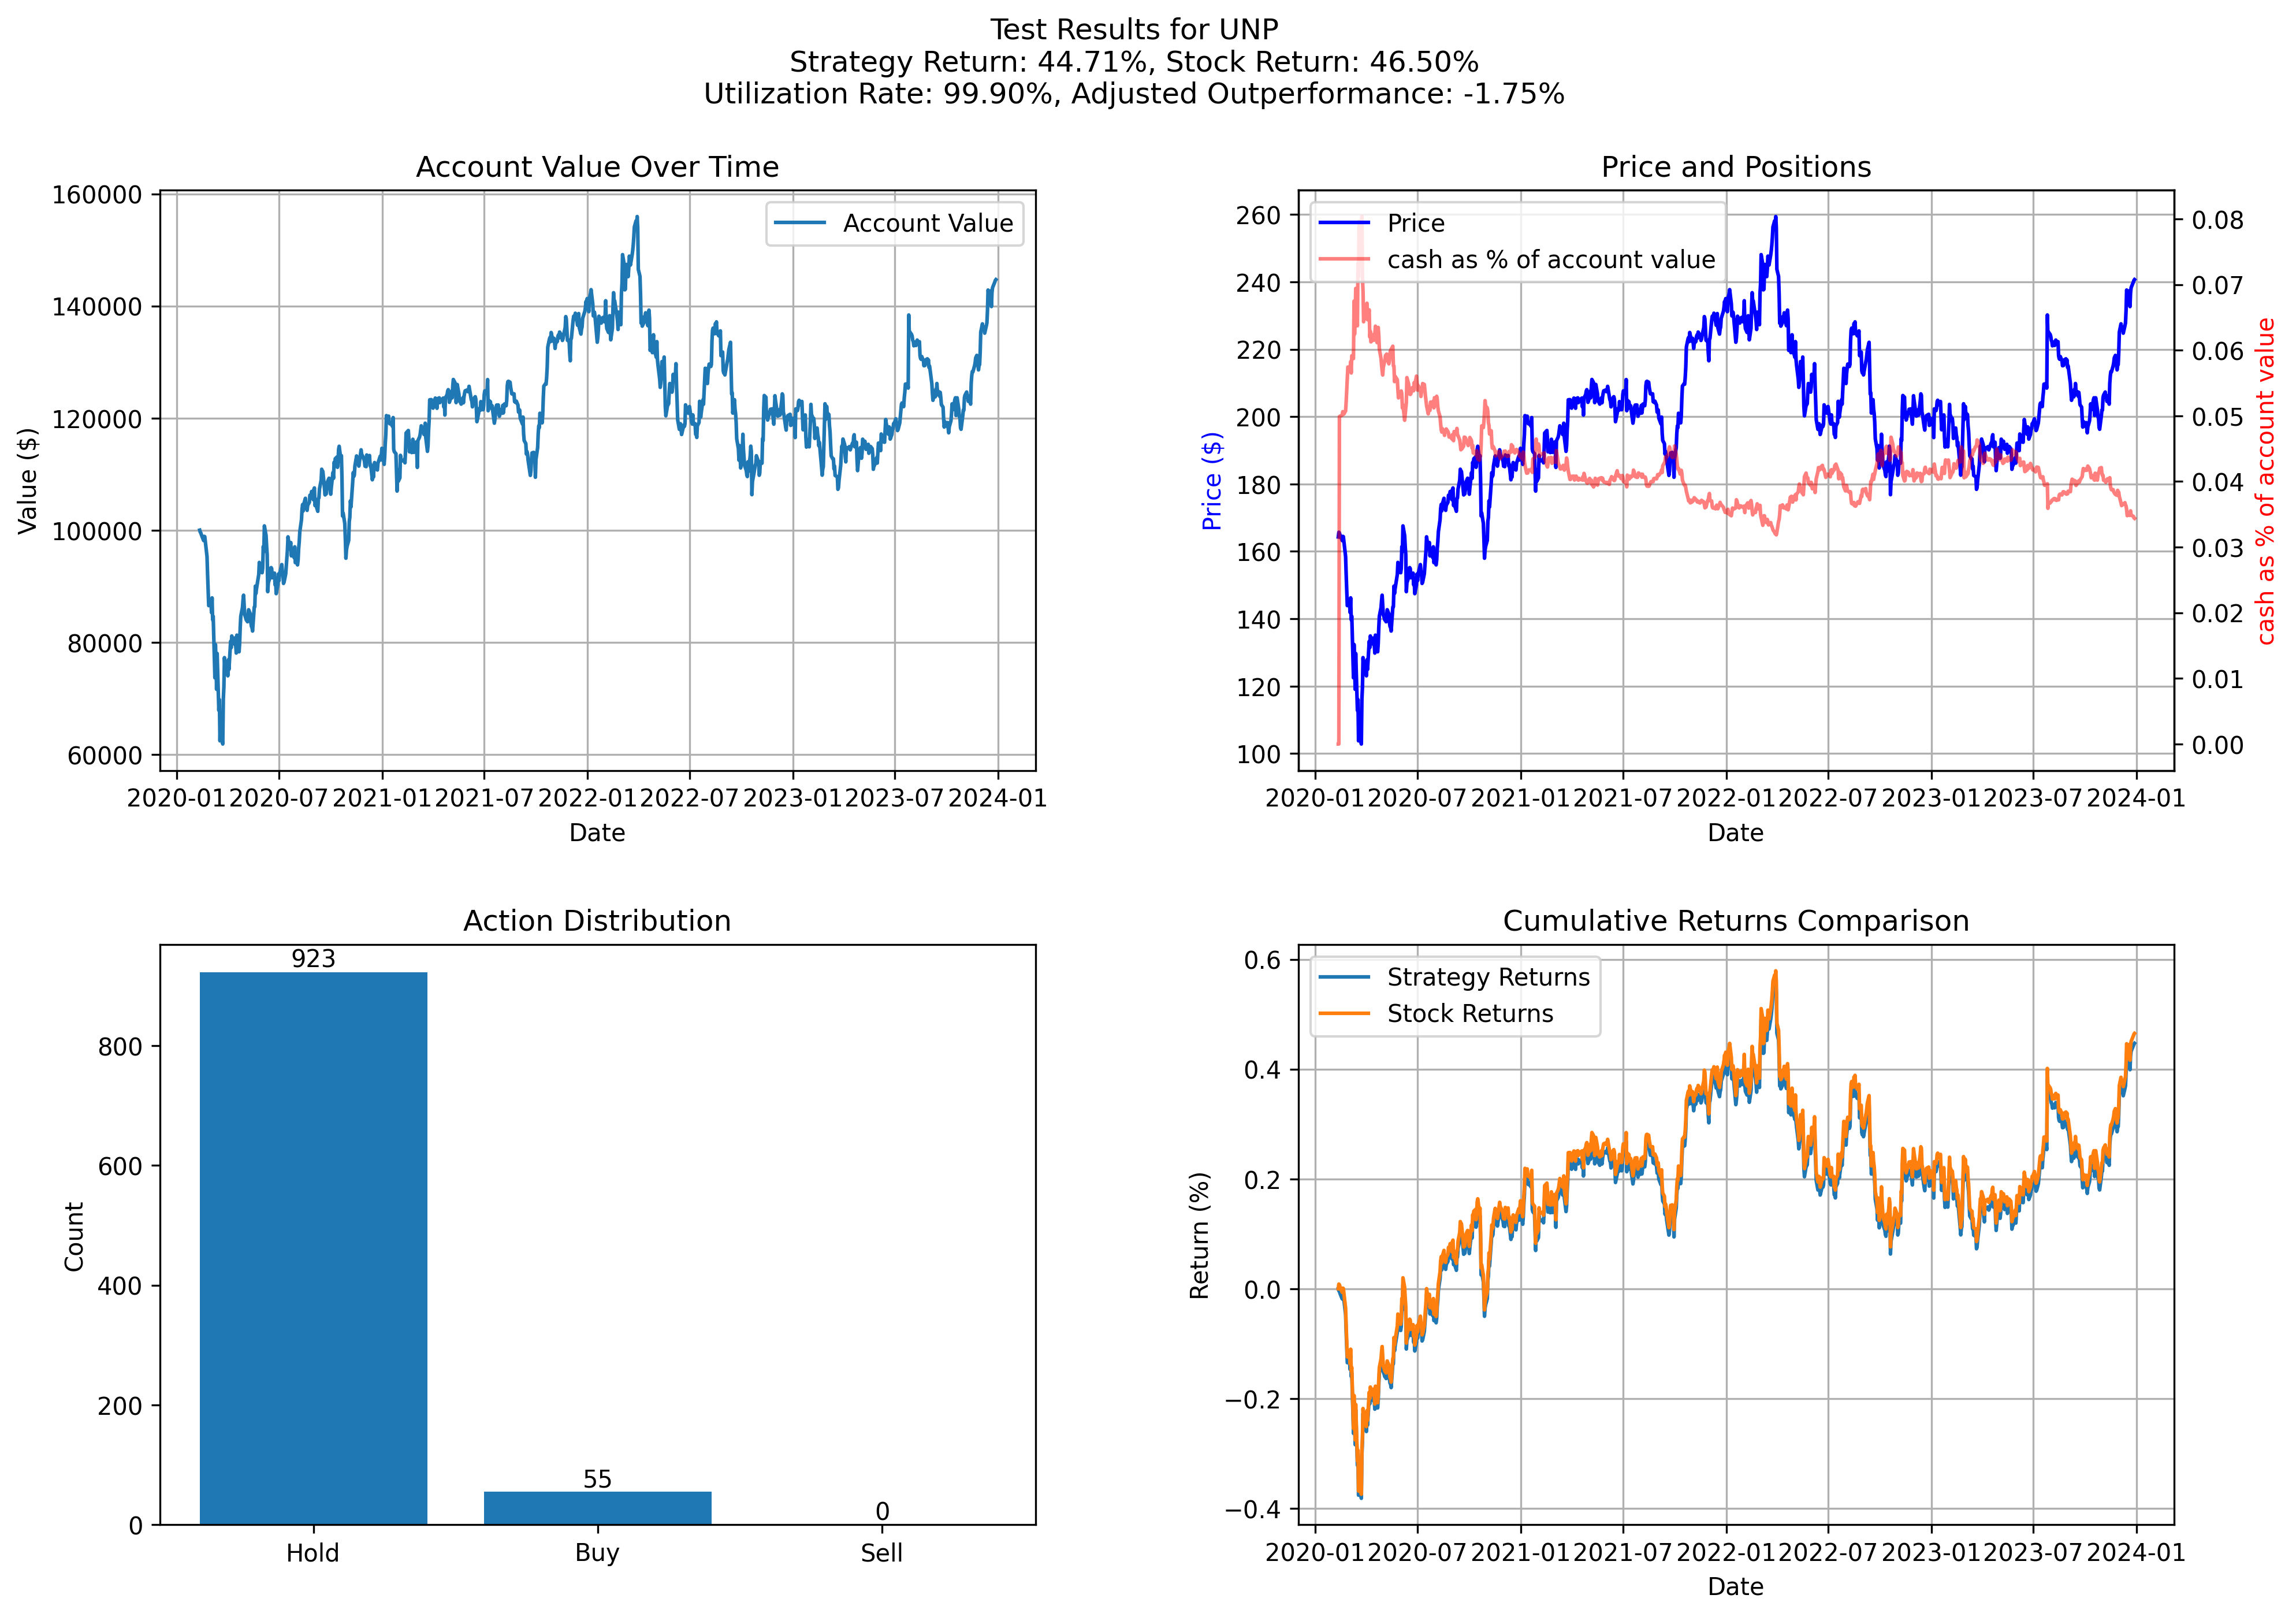 Test Results for UNP
Strategy Return: 44.71%, Stock Return: 46.50%
Utilization Rate: 99.90%, Adjusted Outperformance: -1.75%
Account Value Over Time
Account Value
160000
140000
120000
100000
80000
60000
Value ($)
2020-01 2020-07 2021-01 2021-07 2022-01 2022-07 2023-01 2023-07 2024-01
Date
Price and Positions
Price
cash as % of account value
260
240
220
200
180
160
140
120
100
Price ($)
0.08
0.07
0.06
0.05
0.04
0.03
0.02
0.01
0.00
cash as % of account value
2020-01 2020-07 2021-01 2021-07 2022-01 2022-07 2023-01 2023-07 2024-01
Date
Action Distribution
923
55
0
800
600
400
200
0
Count
Hold Buy Sell
Cumulative Returns Comparison
Strategy Returns
Stock Returns
0.6
0.4
0.2
0.0
−0.2
−0.4
Return (%)
2020-01 2020-07 2021-01 2021-07 2022-01 2022-07 2023-01 2023-07 2024-01
Date